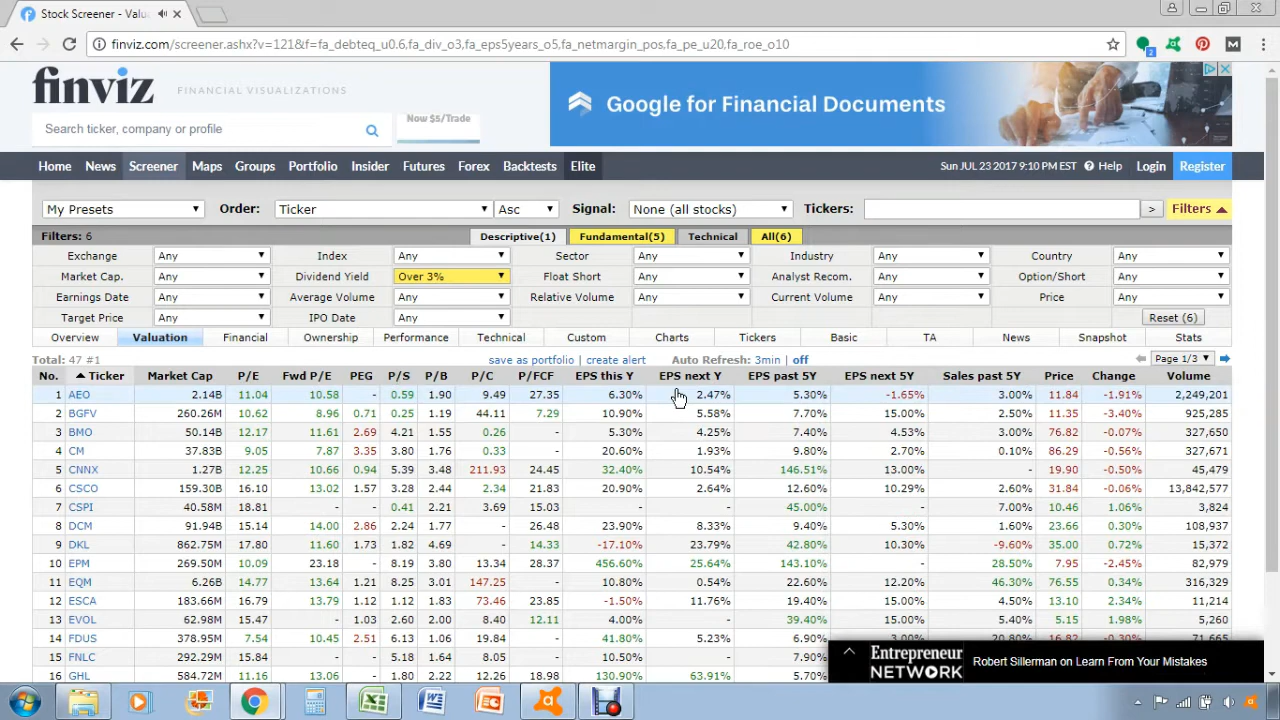 Stock Screener - Valu
finviz.com/screener.ashx?v=121&f=fa_debteq_u0.6,fa_div_o3,fa_eps5years_o5,fa_netmargin_pos,fa_pe_u20,fa_roe_o10
2
M
finviz FINANCIAL VISUALIZATIONS
Google for Financial Documents
Search ticker, company or profile
Now $5/Trade
Home News Screener Maps Groups Portfolio Insider Futures Forex Backtests Elite Sun JUL 23 2017 9:10 PM EST Help Login Register
My Presets Order: Ticker Asc Signal: None (all stocks) Tickers: > Filters
Filters: 6 Descriptive(1) Fundamental(5) Technical All(6)
Exchange Any Index Any Sector Any Industry Any Country Any
Market Cap. Any Dividend Yield Over 3% Float Short Any Analyst Recom. Any Option/Short Any
Earnings Date Any Average Volume Any Relative Volume Any Current Volume Any Price Any
Target Price Any IPO Date Any Reset (6)
Overview Valuation Financial Ownership Performance Technical Custom Charts Tickers Basic TA News Snapshot Stats
Total: 47 #1 save as portfolio | create alert Auto Refresh: 3min | off Page 1/3
No. Ticker Market Cap P/E Fwd P/E PEG P/S P/B P/C P/FCF EPS this Y EPS next Y EPS past 5Y EPS next 5Y Sales past 5Y Price Change Volume
1 AEO 2.14B 11.04 10.58 - 0.59 1.90 9.49 27.35 6.30% 2.47% 5.30% -1.65% 3.00% 11.84 -1.91% 2,249,201
2 BGFV 260.26M 10.62 8.96 0.71 0.25 1.29 44.11 7.29 10.90% 5.58% 7.70% 15.00% 2.50% 11.35 -3.40% 925,285
3 BMO 50.14B 12.17 11.61 2.69 4.21 1.55 0.26 - 5.30% 4.25% 7.40% 4.53% 3.00% 76.82 -0.07% 327,650
4 CM 37.83B 9.05 7.87 3.35 3.80 1.76 0.33 - 20.60% 1.93% 9.80% 2.70% 0.10% 86.29 -0.56% 327,671
5 CNNX 1.27B 12.25 10.66 0.94 5.39 3.48 211.93 24.45 32.40% 10.54% 146.51% 13.00% - 19.90 -0.50% 45,479
6 CSCO 159.30B 16.10 13.02 1.57 3.28 2.44 2.34 21.83 20.90% 2.64% 12.60% 10.29% 2.60% 31.84 -0.06% 13,842,577
7 CSPI 40.58M 18.81 - - 0.41 2.21 3.69 15.03 - - 45.00% - 7.00% 10.46 1.06% 3,824
8 DCM 91.94B 15.14 14.00 2.86 2.24 1.77 - 26.48 23.90% 8.33% 9.40% 5.30% 1.60% 23.66 0.30% 108,937
9 DKL 862.75M 17.80 11.60 1.73 1.82 4.69 - 14.33 -17.10% 23.79% 42.80% 10.30% -9.60% 35.00 0.72% 15,372
10 EPM 269.50M 10.09 23.18 - 8.19 3.80 13.34 28.37 456.60% 25.64% 143.10% - 28.50% 7.95 -2.45% 82,979
11 EQM 6.26B 14.77 13.64 1.21 8.25 3.01 147.25 - 10.80% 0.54% 22.60% 12.20% 46.30% 76.55 0.34% 316,329
12 ESCA 183.66M 16.79 13.79 1.12 1.12 1.83 73.46 23.85 -1.50% 11.76% 19.40% 15.00% 4.50% 13.10 2.34% 11,214
13 EVOL 62.98M 15.47 - 1.03 2.60 2.00 8.40 12.11 4.00% - 39.40% 15.00% 5.40% 5.15 1.98% 5,260
14 FDUS 378.95M 7.54 10.45 2.51 6.13 1.06 19.84 - 41.80% 5.23% 6.90% 3.00% 20.80% 16.82 -0.30% 71,665
15 FNLC 292.29M 15.84 - - 5.18 1.64 8.05 - 10.50% - 7.90%
16 GHL 584.72M 11.16 13.06 - 1.80 2.22 12.26 18.98 130.90% 63.91% 5.70%
Entrepreneur NETWORK Robert Sillerman on Learn From Your Mistakes